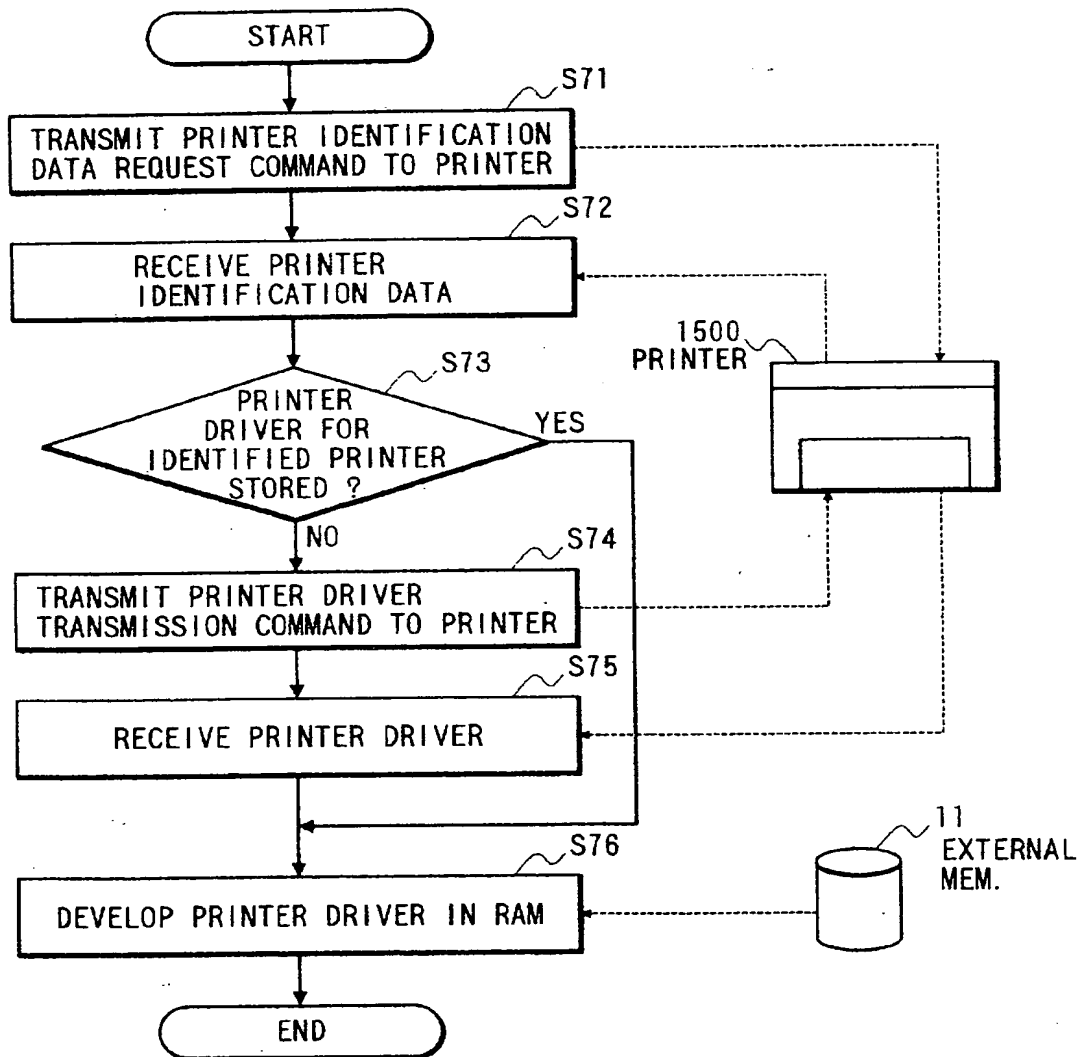 START
S71
TRANSMIT PRINTER IDENTIFICATION
DATA REQUEST COMMAND TO PRINTER
S72
RECEIVE PRINTER
IDENTIFICATION DATA
1500
PRINTER
S73
PRINTER
DRIVER FOR
IDENTIFIED PRINTER
STORED ?
YES
NO
S74
TRANSMIT PRINTER DRIVER
TRANSMISSION COMMAND TO PRINTER
S75
RECEIVE PRINTER DRIVER
S76
DEVELOP PRINTER DRIVER IN RAM
11
EXTERNAL
MEM.
END